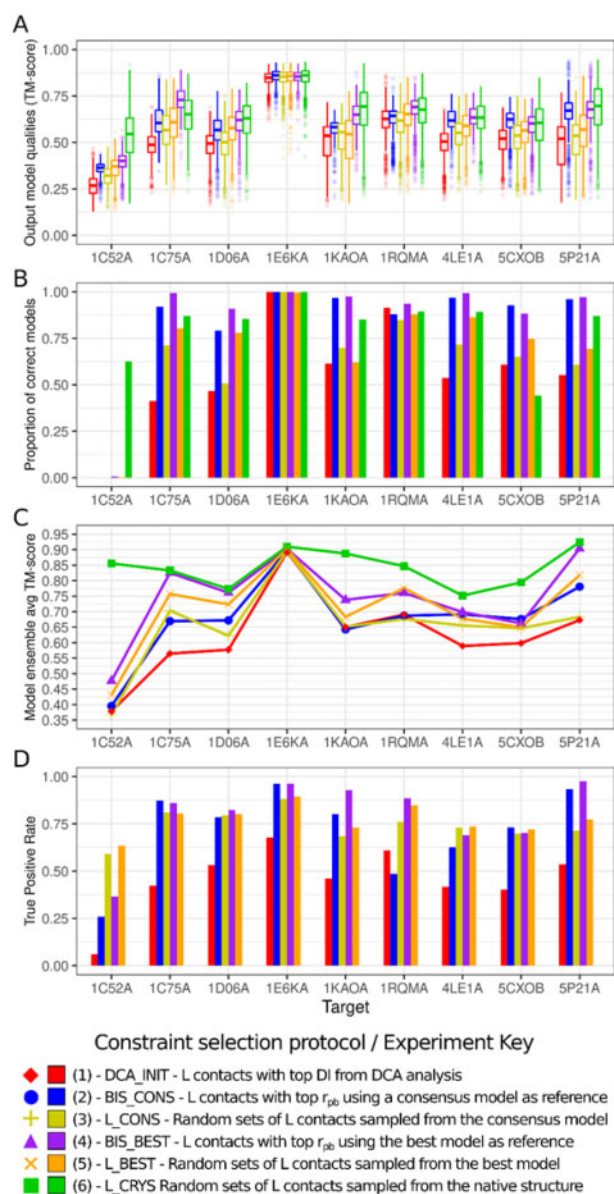 A
Output model qualities (TM-score)
1.00
0.75
0.50
0.25
0.00
1C52A 1C75A 1D06A 1E6KA 1KAOA 1RQMA 4LE1A 5CXOB 5P21A
B
Proportion of correct models
1.00
0.75
0.50
0.25
0.00
1C52A 1C75A 1D06A 1E6KA 1KAOA 1RQMA 4LE1A 5CXOB 5P21A
C
Model ensemble avg TM-score
0.95
0.90
0.85
0.80
0.75
0.70
0.65
0.60
0.55
0.50
0.45
0.40
0.35
1C52A 1C75A 1D06A 1E6KA 1KAOA 1RQMA 4LE1A 5CXOB 5P21A
D
True Positive Rate
1.00
0.75
0.50
0.25
0.00
1C52A 1C75A 1D06A 1E6KA 1KAOA 1RQMA 4LE1A 5CXOB 5P21A
Target
Constraint selection protocol / Experiment Key
(1) - DCA_INIT - L contacts with top DI from DCA analysis
(2) - BIS_CONS - L contacts with top rpb using a consensus model as reference
(3) - L_CONS - Random sets of L contacts sampled from the consensus model
(4) - BIS_BEST - L contacts with top rpb using the best model as reference
(5) - L_BEST - Random sets of L contacts sampled from the best model
(6) - L_CRYS Random sets of L contacts sampled from the native structure